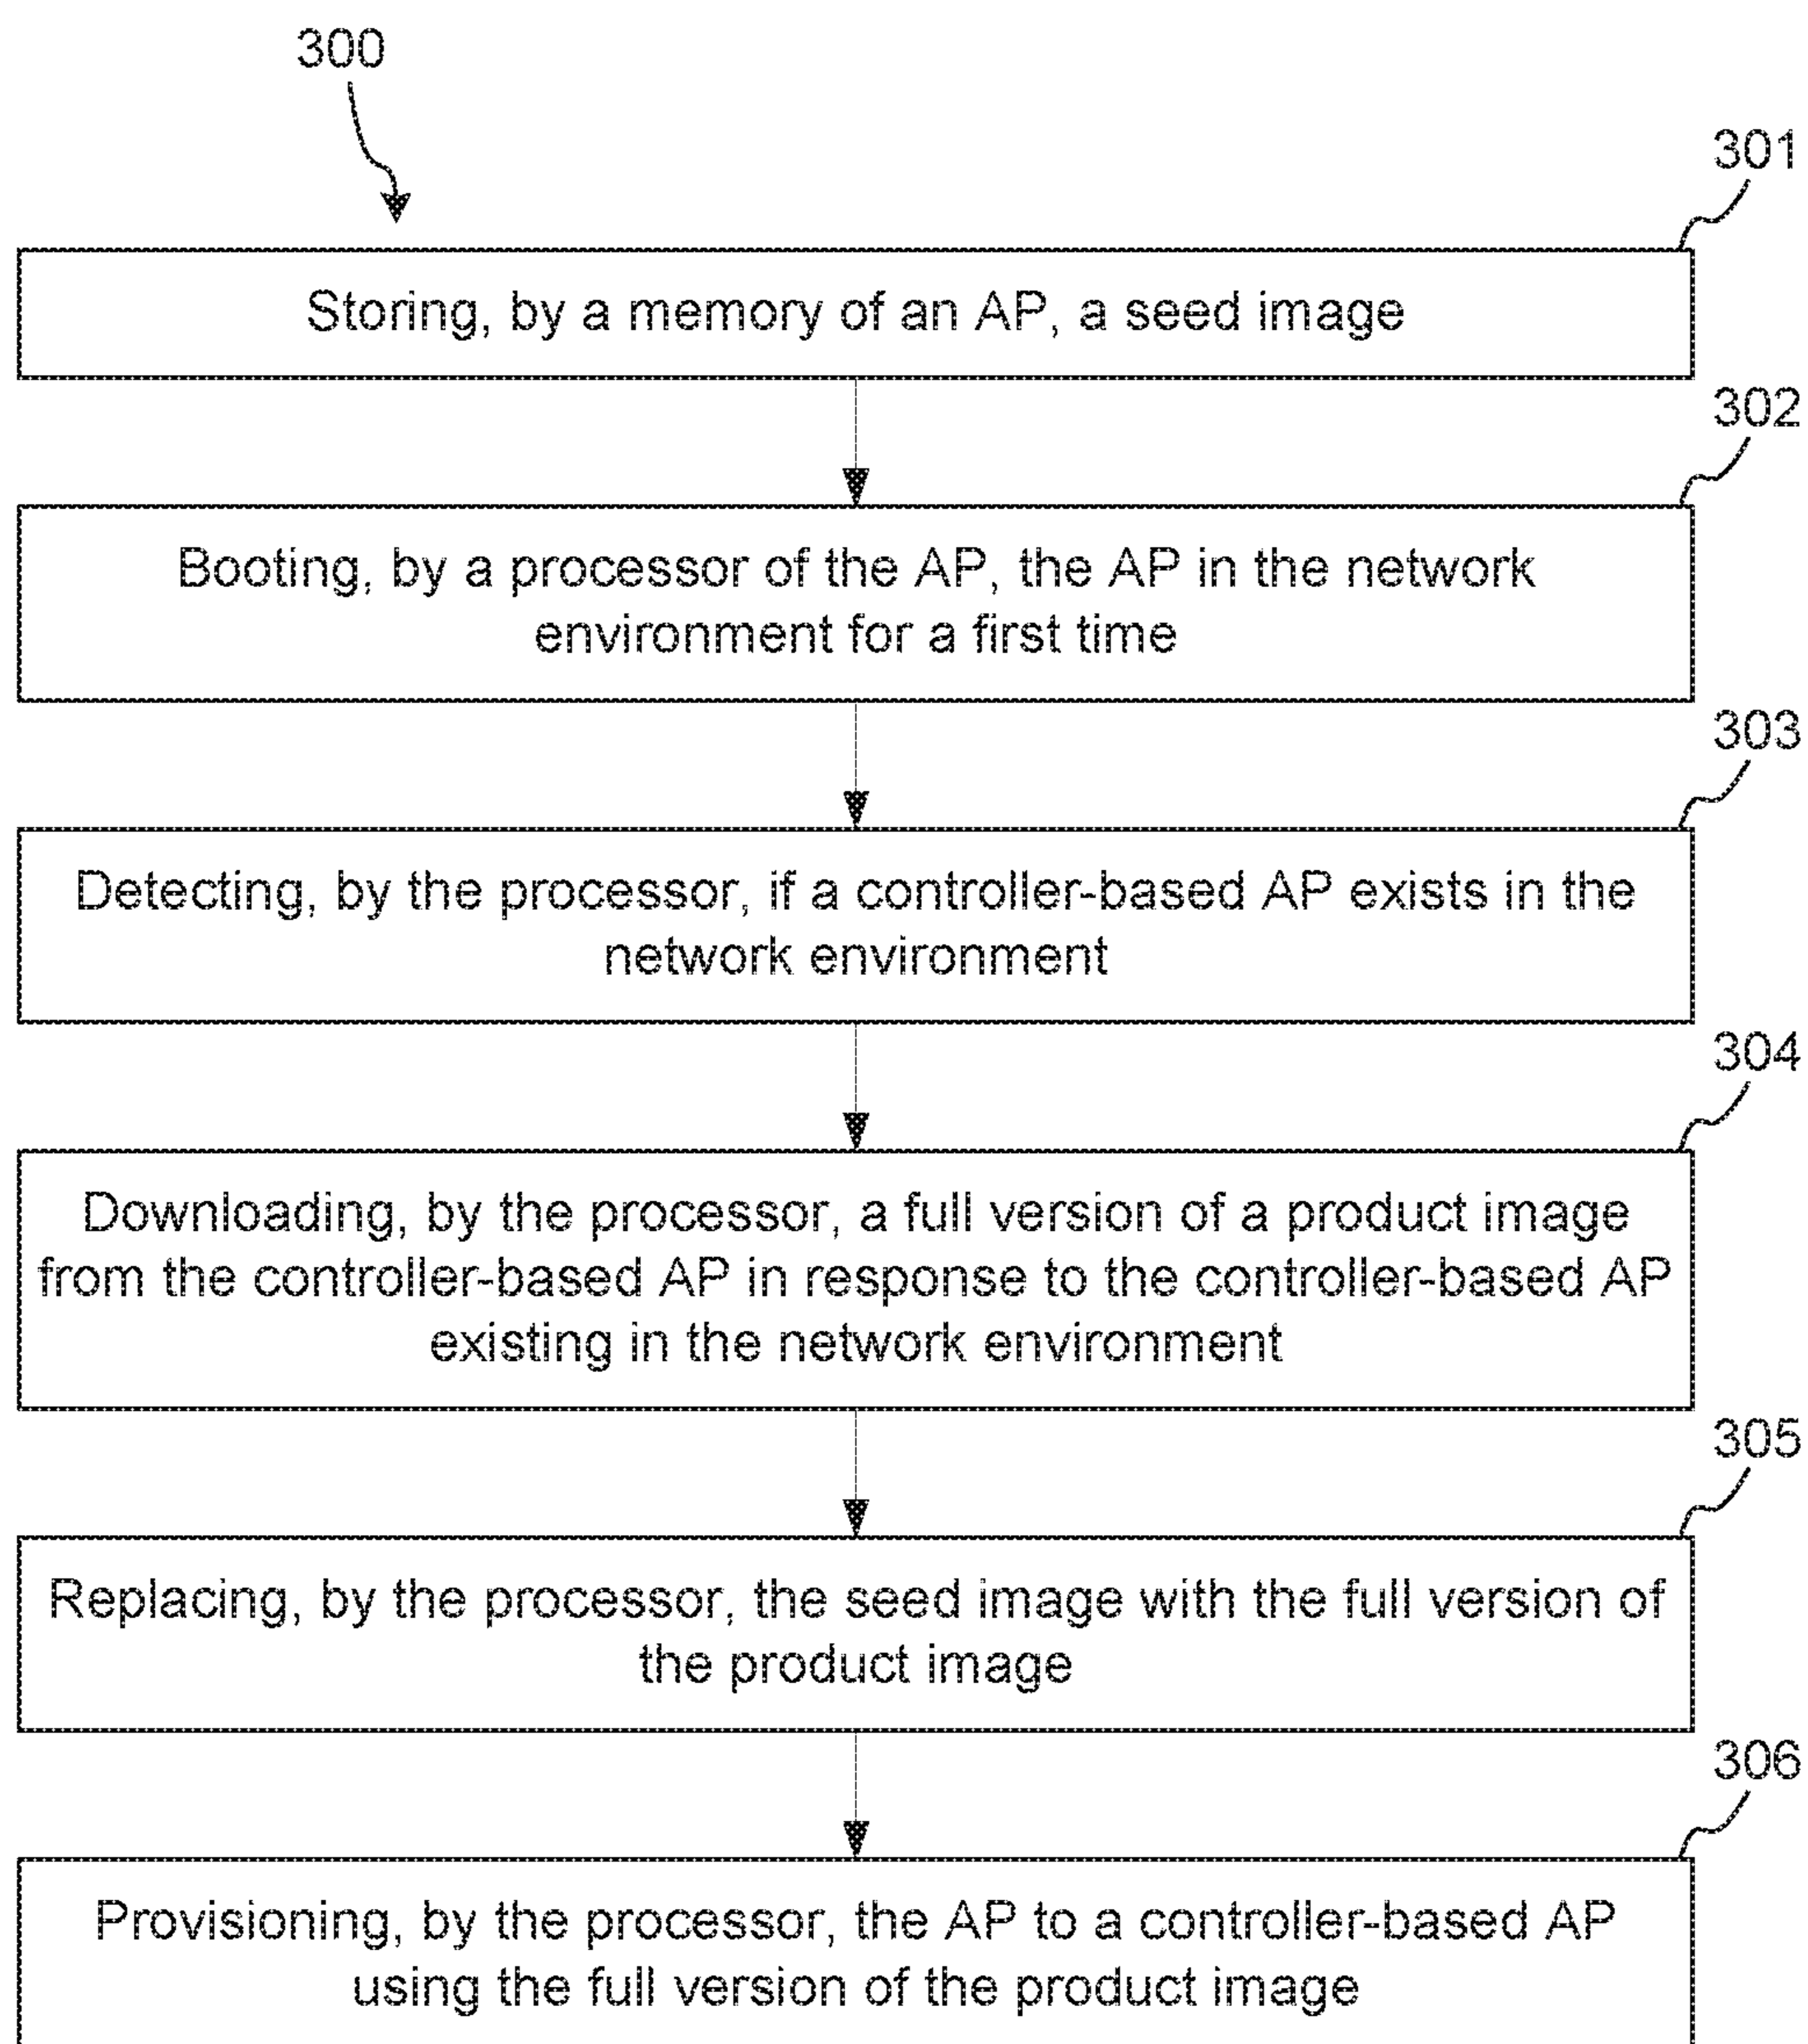 300
301
Storing, by a memory of an AP, a seed image
302
Booting, by a processor of the AP, the AP in the network
environment for a first time
303
Detecting, by the processor, if a controller-based AP exists in the
network environment
304
Downloading, by the processor, a full version of a product image
from the controller-based AP in response to the controller-based AP
existing in the network environment
305
Replacing, by the processor, the seed image with the full version of
the product image
306
Provisioning, by the processor, the AP to a controller-based AP
using the full version of the product image